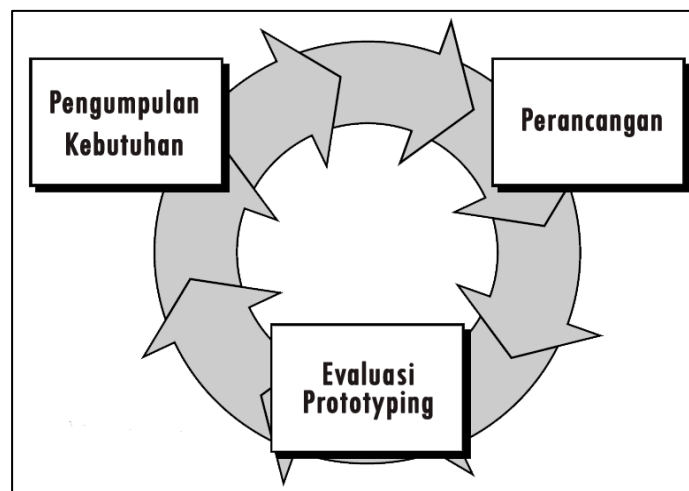 Pengumpulan
Kebutuhan
Perancangan
Evaluasi
Prototyping